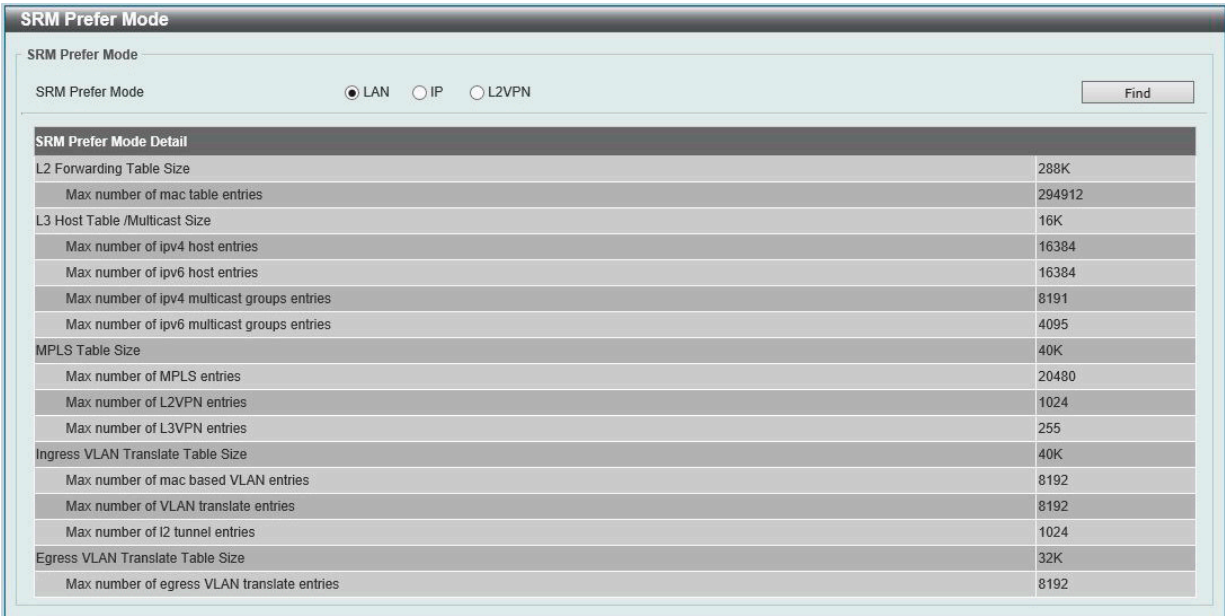 SRM Prefer Mode
SRM Prefer Mode
SRM Prefer Mode LAN IP L2VPN Find
SRM Prefer Mode Detail
L2 Forwarding Table Size 288K
Max number of mac table entries 294912
L3 Host Table /Multicast Size 16K
Max number of ipv4 host entries 16384
Max number of ipv6 host entries 16384
Max number of ipv4 multicast groups entries 8191
Max number of ipv6 multicast groups entries 4095
MPLS Table Size 40K
Max number of MPLS entries 20480
Max number of L2VPN entries 1024
Max number of L3VPN entries 255
Ingress VLAN Translate Table Size 40K
Max number of mac based VLAN entries 8192
Max number of VLAN translate entries 8192
Max number of l2 tunnel entries 1024
Egress VLAN Translate Table Size 32K
Max number of egress VLAN translate entries 8192